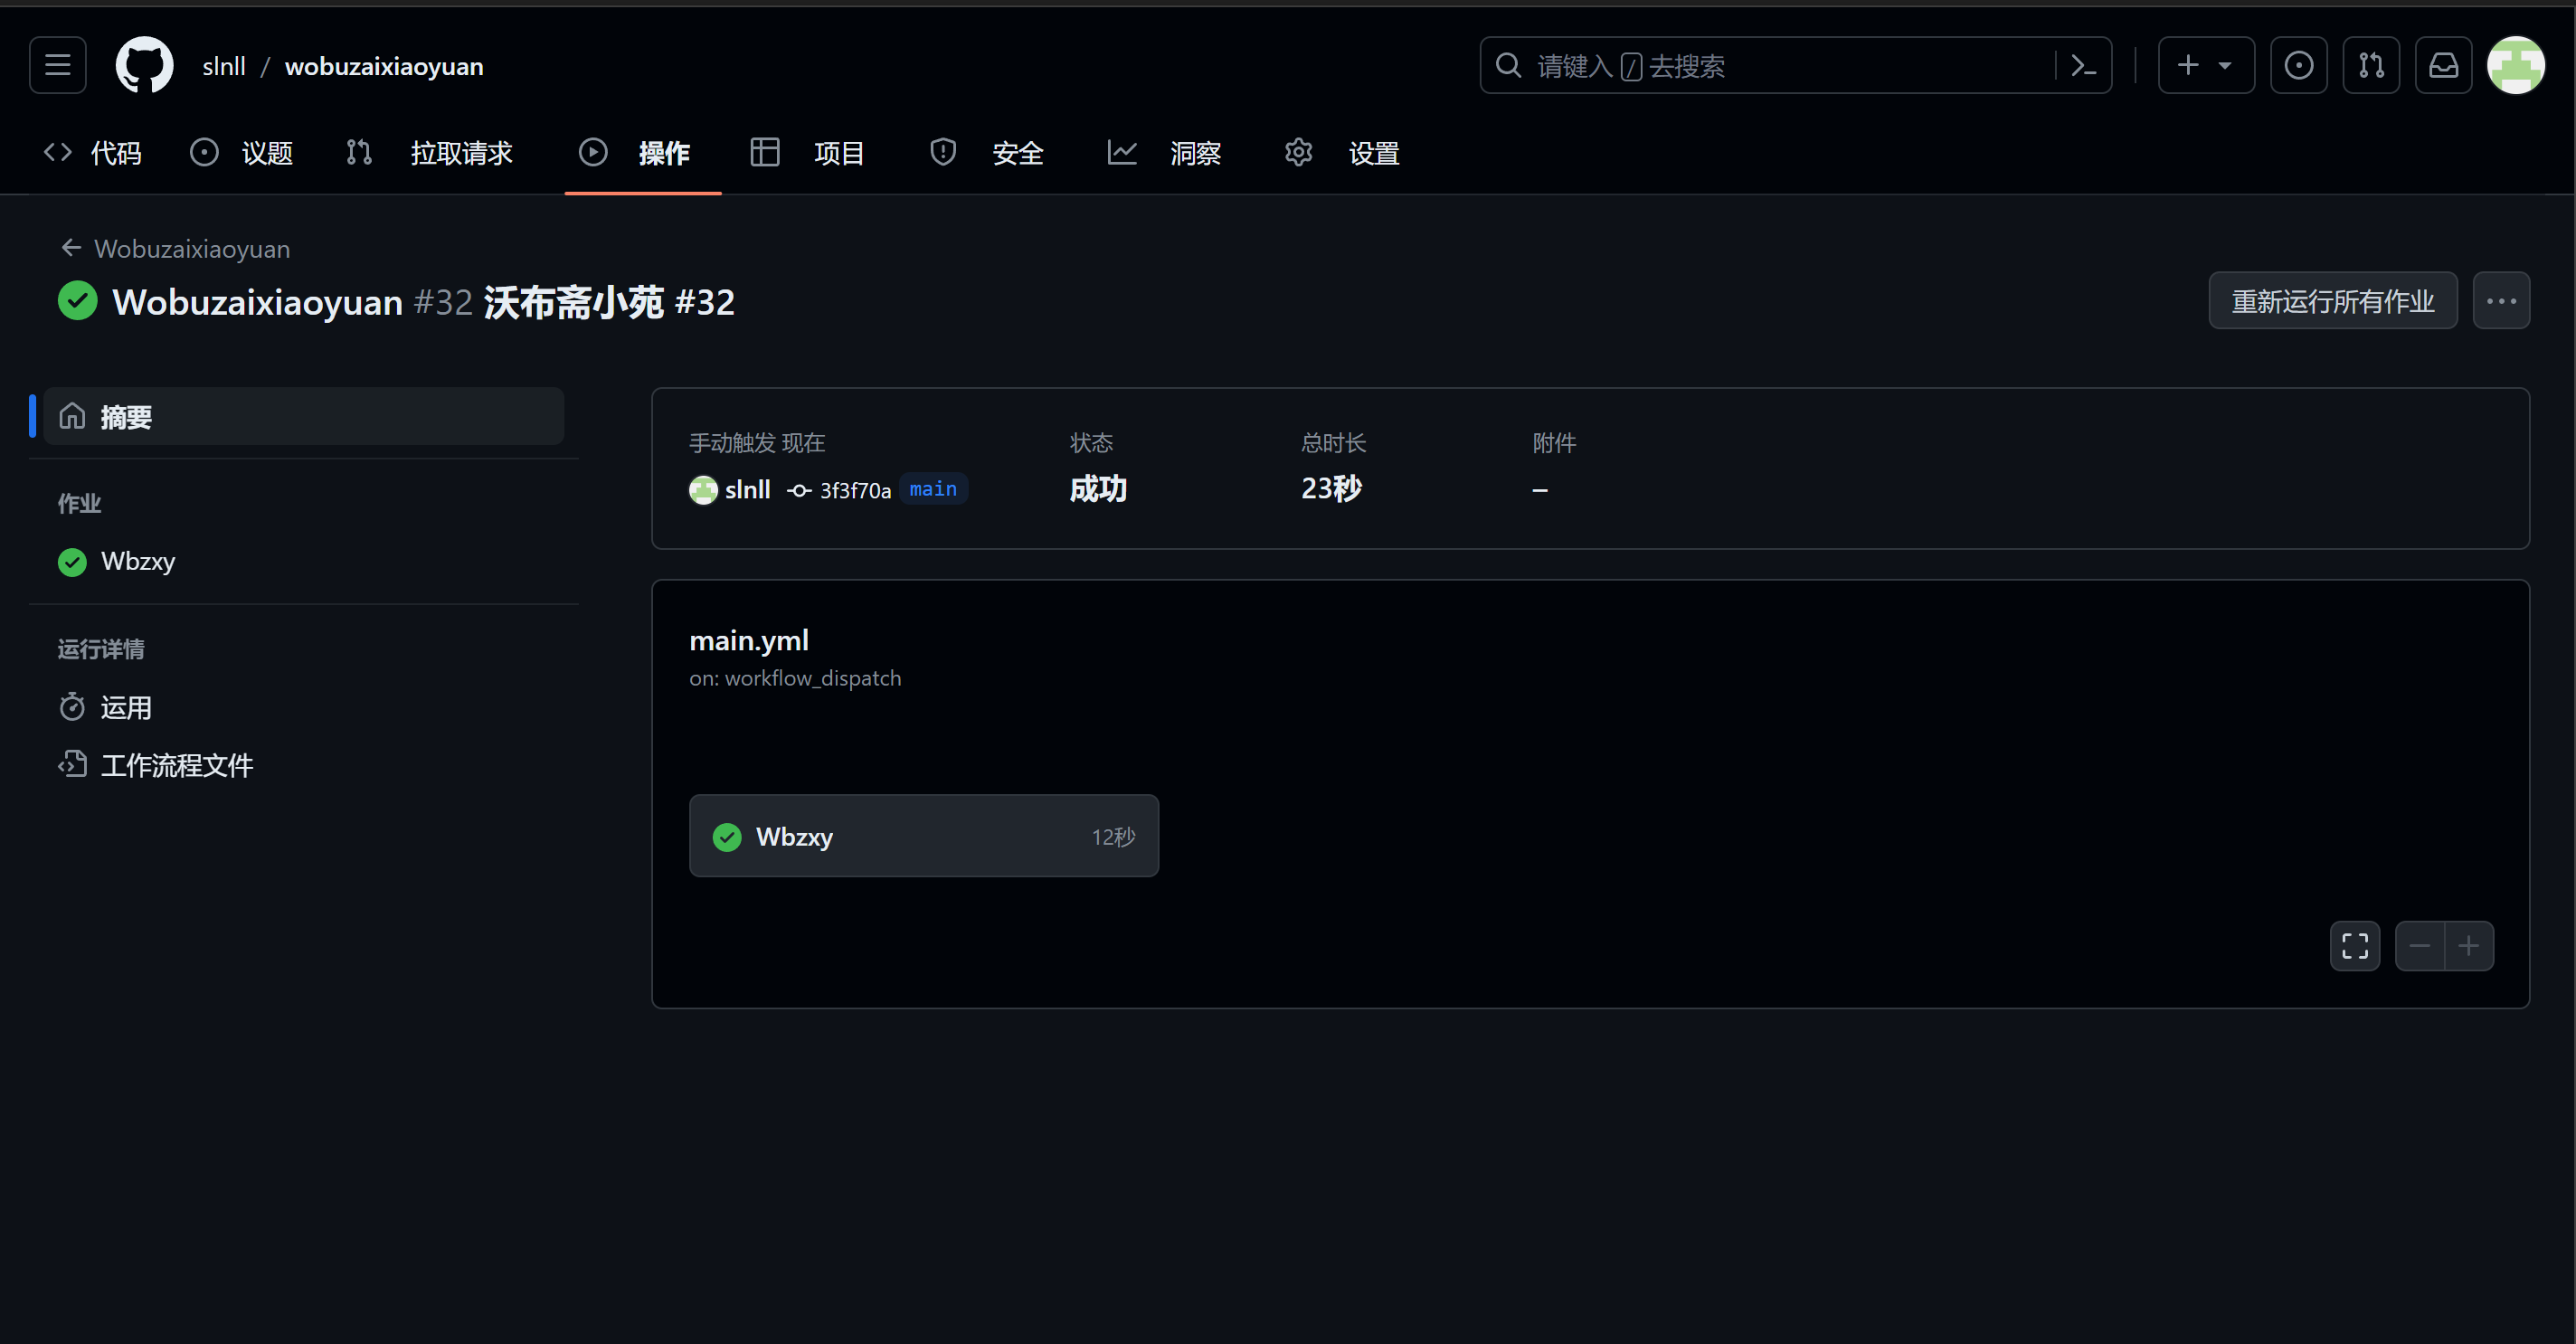 slnll / wobuzaixiaoyuan
请键入 / 去搜索
代码 议题 拉取请求 操作 项目 安全 洞察 设置
Wobuzaixiaoyuan
Wobuzaixiaoyuan #32 沃布斋小苑 #32
重新运行所有作业
摘要
作业
Wbzxy
运行详情
运用
工作流程文件
手动触发 现在 状态 总时长 附件
slnll 3f3f70a main 成功 23秒 –
main.yml
on: workflow_dispatch
Wbzxy 12秒